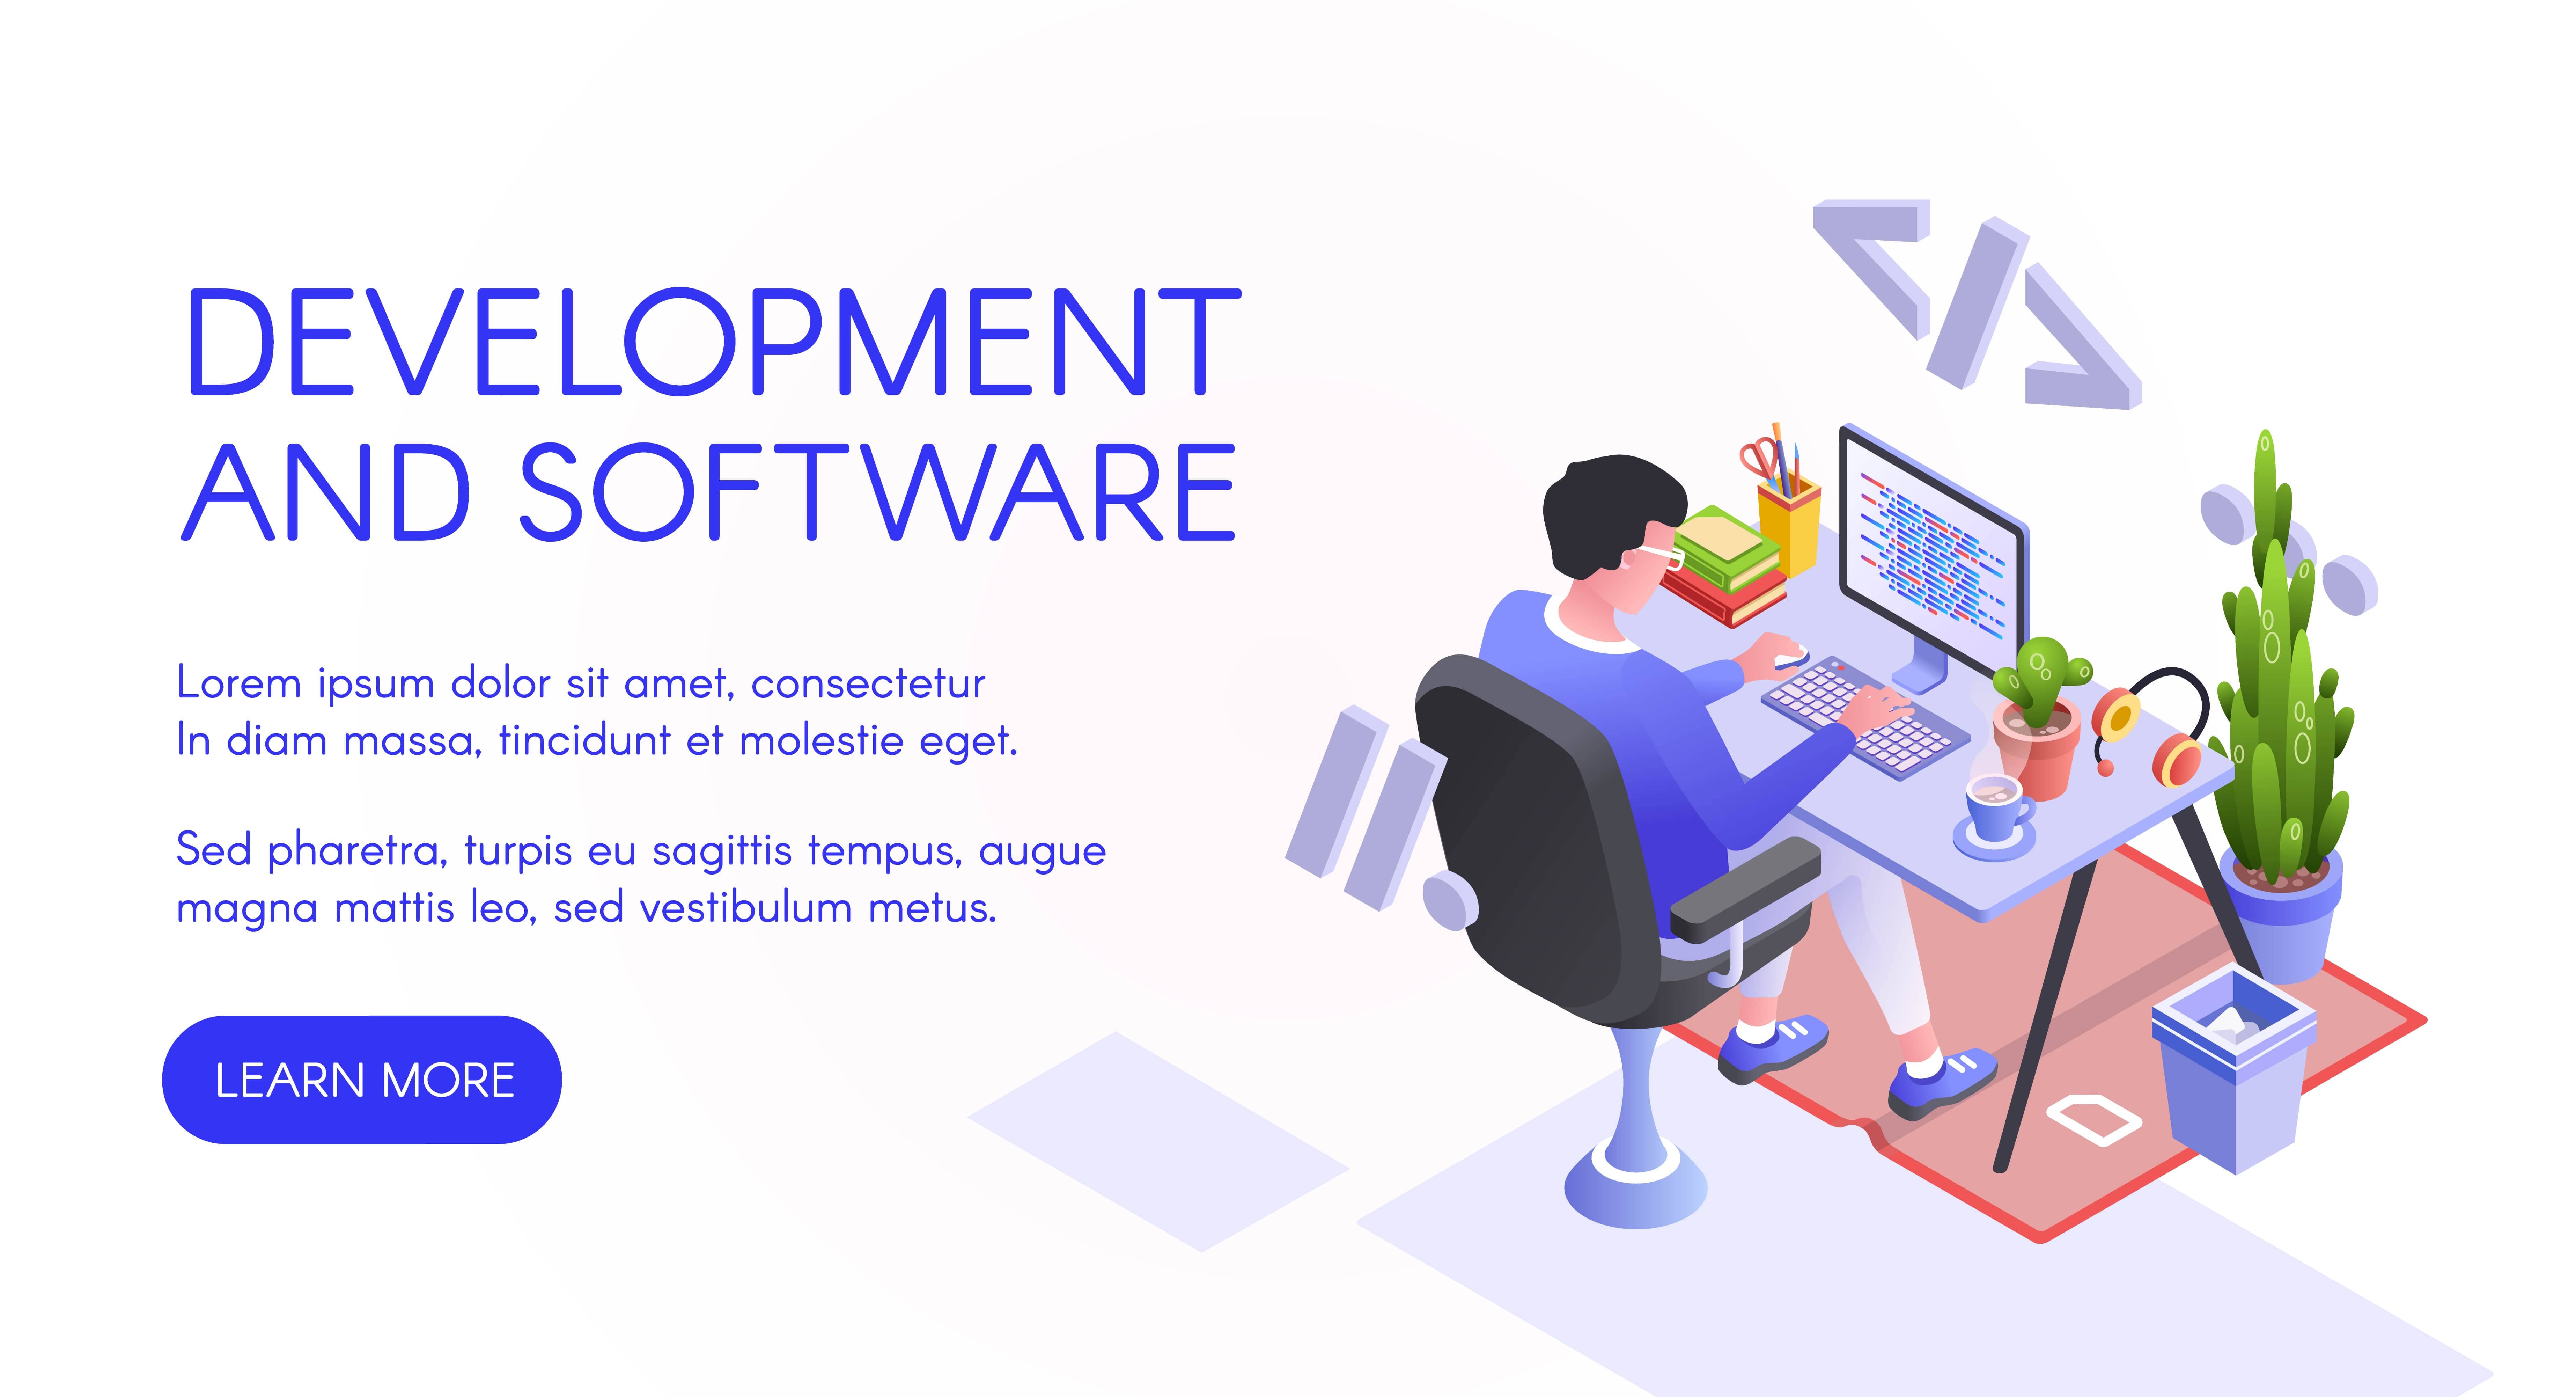 DEVELOPMENT
AND SOFTWARE
Lorem ipsum dolor sit amet, consectetur
In diam massa, tincidunt et molestie eget.
Sed pharetra, turpis eu sagittis tempus, augue
magna mattis leo, sed vestibulum metus.
LEARN MORE